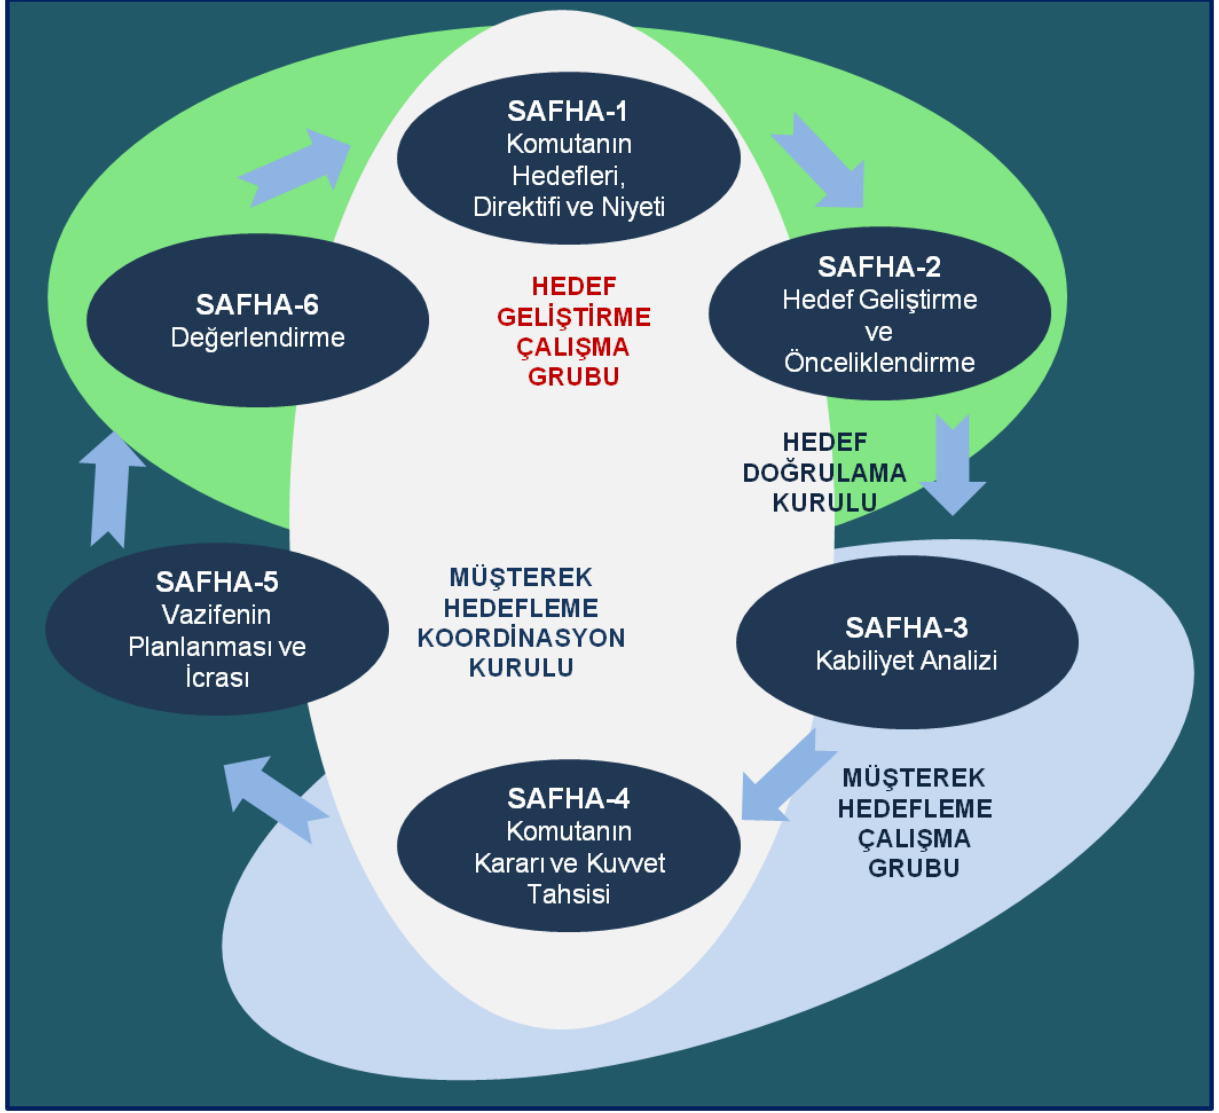 SAFHA-1
Komutanın
Hedefleri,
Direktifi ve Niyeti
SAFHA-2
Hedef Geliştirme
ve
Önceliklendirme
SAFHA-6
Değerlendirme
HEDEF
GELİŞTİRME
ÇALIŞMA
GRUBU
HEDEF
DOĞRULAMA
KURULU
SAFHA-5
Vazifenin
Planlanması ve
İcrası
MÜŞTEREK
HEDEFLEME
KOORDİNASYON
KURULU
SAFHA-3
Kabiliyet Analizi
SAFHA-4
Komutanın
Kararı ve Kuvvet
Tahsisi
MÜŞTEREK
HEDEFLEME
ÇALIŞMA
GRUBU